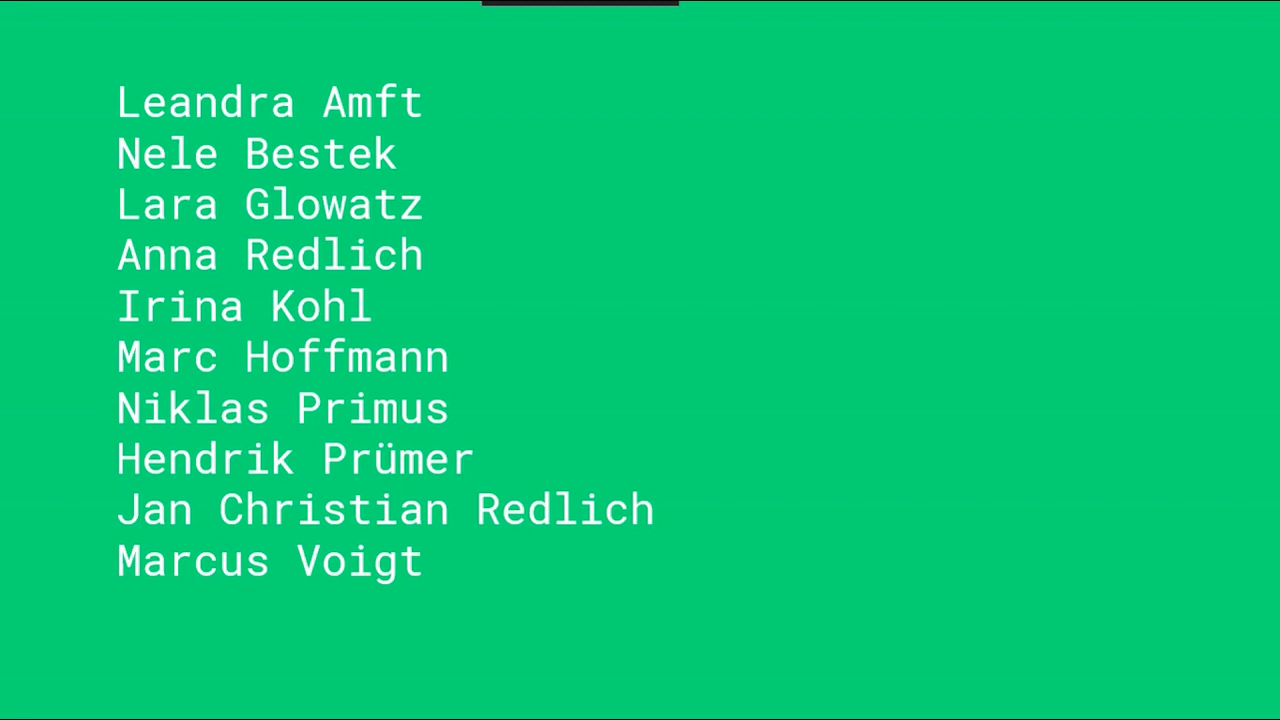 Leandra Amft
Nele Bestek
Lara Glowatz
Anna Redlich
Irina Kohl
Marc Hoffmann
Niklas Primus
Hendrik Prümer
Jan Christian Redlich
Marcus Voigt